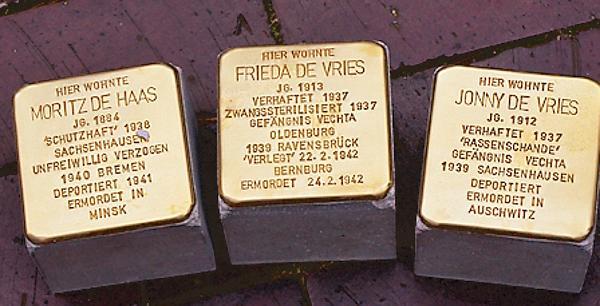 HIER WOHNTE
MORITZ DE HAAS
JG. 1884
'SCHUTZHAFT' 1938
SACHSENHAUSEN
UNFREIWILLIG VERZOGEN
1940 BREMEN
DEPORTIERT 1941
ERMORDET IN
MINSK
HIER WOHNTE
FRIEDA DE VRIES
JG. 1913
VERHAFTET 1937
ZWANGSSTERILISIERT 1937
GEFÄNGNIS VECHTA
OLDENBURG
1939 RAVENSBRÜCK
'VERLEGT' 22.2.1942
BERNBURG
ERMORDET 24.2.1942
HIER WOHNTE
JONNY DE VRIES
JG. 1912
VERHAFTET 1937
'RASSENSCHANDE'
GEFÄNGNIS VECHTA
1939 SACHSENHAUSEN
DEPORTIERT
ERMORDET IN
AUSCHWITZ